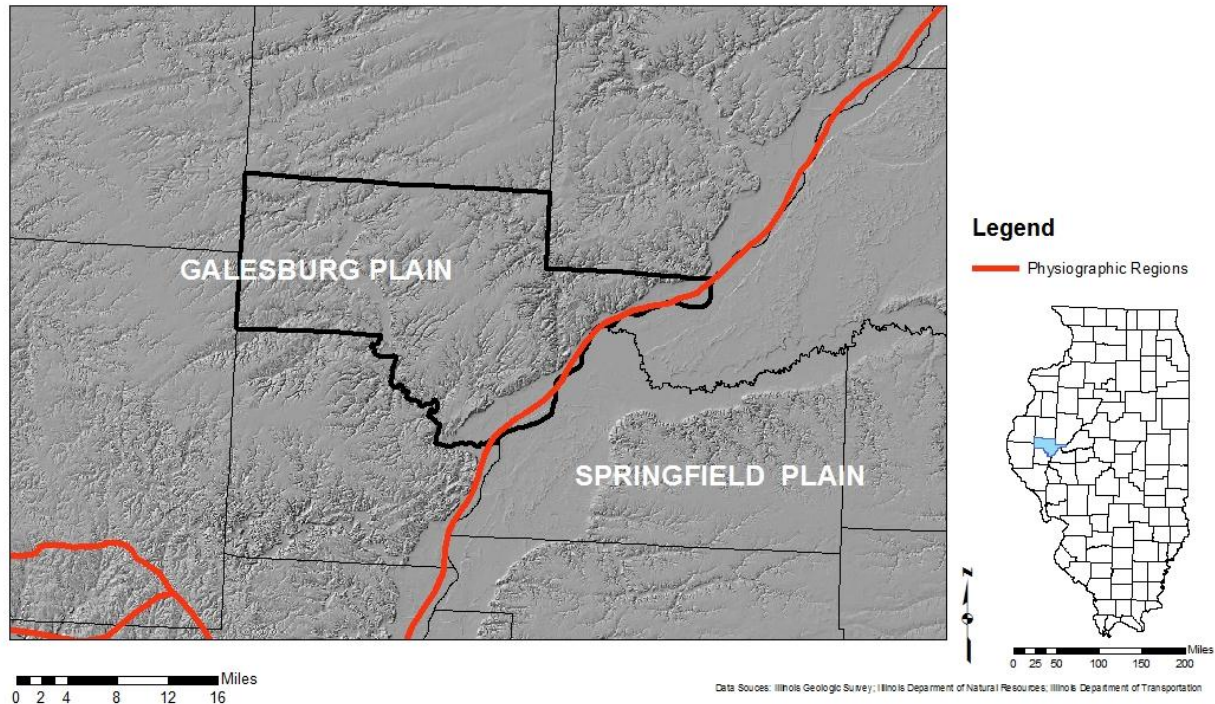 GALESBURG PLAIN
SPRINGFIELD PLAIN
Legend
Physiographic Regions
N
Miles
0 2 4 8 12 16
Miles
0 25 50 100 150 200
Data Souces: Illinois Geologic Survey; Illinois Deparment of Natural Resources; Illinois Department of Transportation